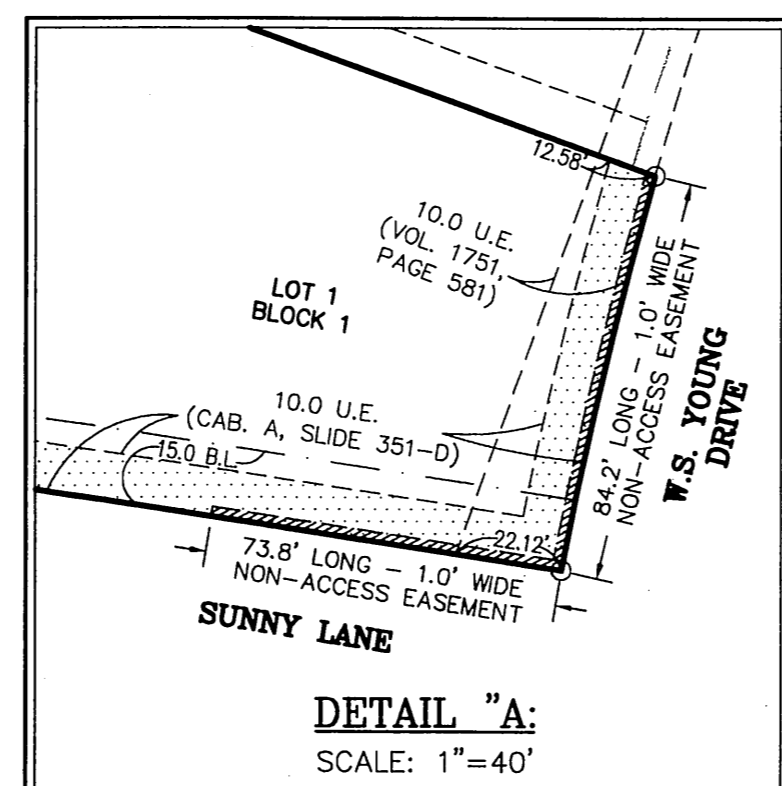 12.58'
10.0 U.E.
(VOL. 1751,
PAGE 581)
LOT 1
BLOCK 1
84.2' LONG – 1.0' WIDE
NON–ACCESS EASEMENT
W.S. YOUNG
DRIVE
10.0 U.E.
(CAB. A, SLIDE 351–D)
15.0 B.L.
22.12'
73.8' LONG – 1.0' WIDE
NON–ACCESS EASEMENT
SUNNY LANE
DETAIL "A:
SCALE: 1"=40'